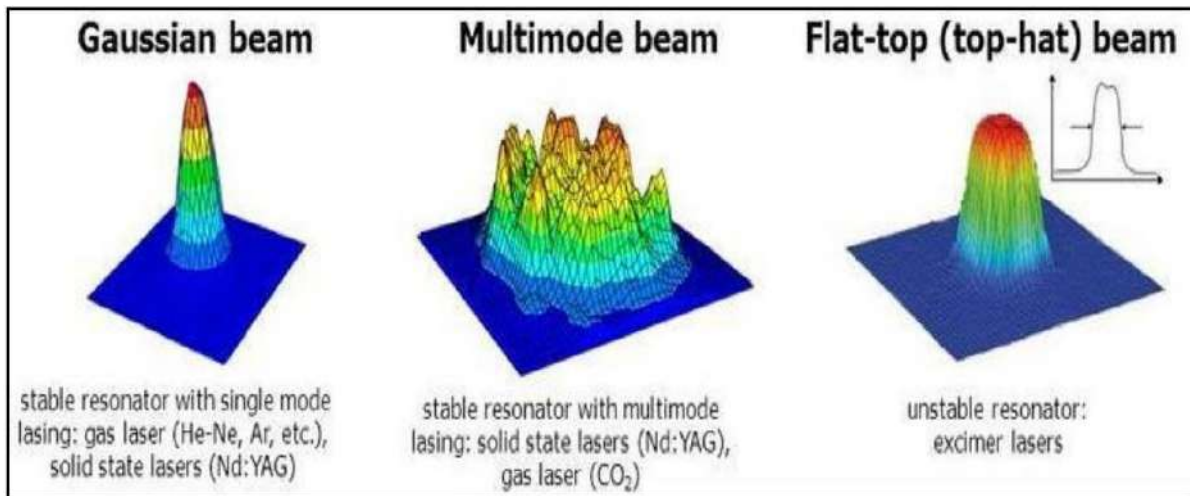 Gaussian beam
Multimode beam
Flat-top (top-hat) beam
stable resonator with single mode
lasing: gas laser (He-Ne, Ar, etc.),
solid state lasers (Nd:YAG)
stable resonator with multimode
lasing: solid state lasers (Nd:YAG),
gas laser (CO₂)
unstable resonator:
excimer lasers